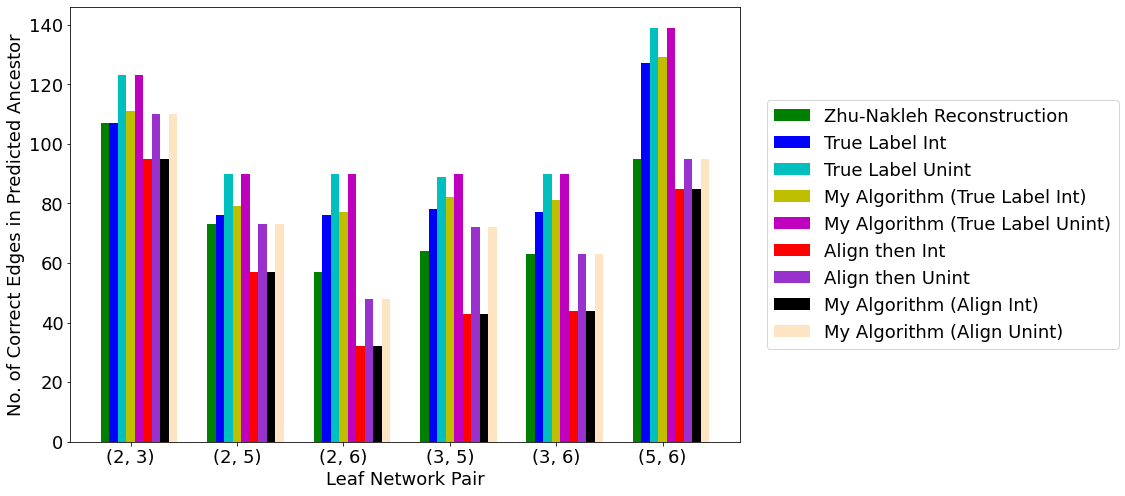 No. of Correct Edges in Predicted Ancestor
140
120
100
80
60
40
20
0
(2, 3)
(2, 5)
(2, 6)
(3, 5)
(3, 6)
(5, 6)
Leaf Network Pair
Zhu-Nakleh Reconstruction
True Label Int
True Label Unint
My Algorithm (True Label Int)
My Algorithm (True Label Unint)
Align then Int
Align then Unint
My Algorithm (Align Int)
My Algorithm (Align Unint)